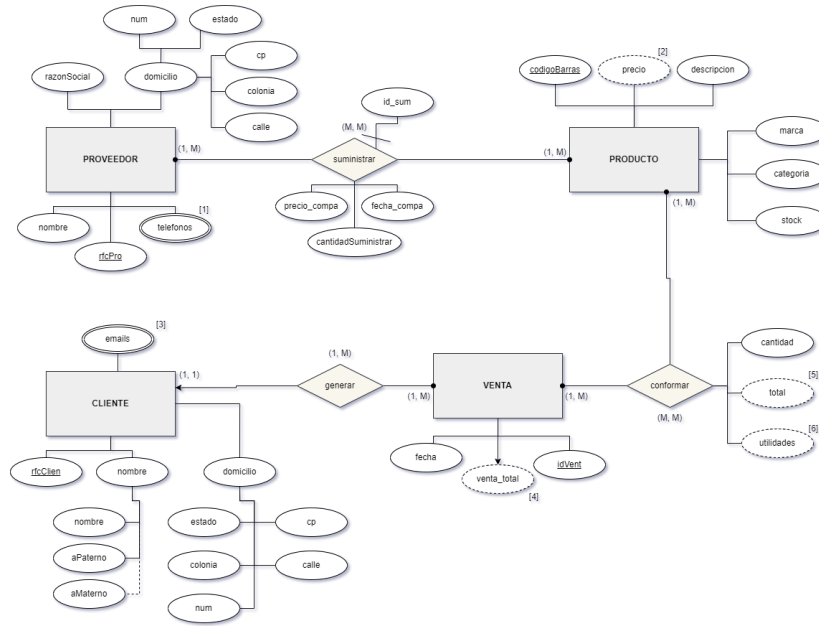 num
estado
[2]
cp
razonSocial
domicilio
codigoBarras
precio
descripcion
colonia
id_sum
calle
(M, M)
marca
(1, M)
PROVEEDOR
suministrar
(1, M)
PRODUCTO
categoria
(1, M)
precio_compa
fecha_compa
[1]
nombre
telefonos
stock
cantidadSuministrar
rfcPro
[3]
emails
cantidad
(1, M)
(1, 1)
[5]
CLIENTE
generar
(1, M)
VENTA
(1, M)
conformar
total
(M, M)
[6]
utilidades
fecha
idVent
rfcClien
nombre
domicilio
venta_total
[4]
nombre
estado
cp
aPaterno
colonia
calle
aMaterno
num